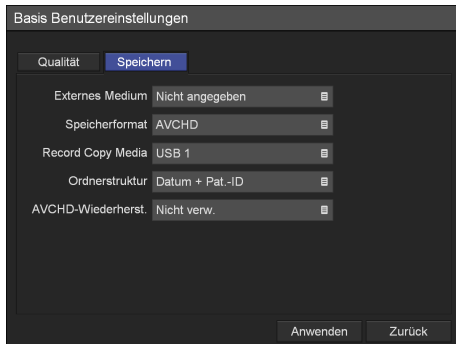 Basis Benutzereinstellungen
Qualität Speichern
Externes Medium Nicht angegeben
Speicherformat AVCHD
Record Copy Media USB 1
Ordnerstruktur Datum + Pat.-ID
AVCHD-Wiederherst. Nicht verw.
Anwenden Zurück